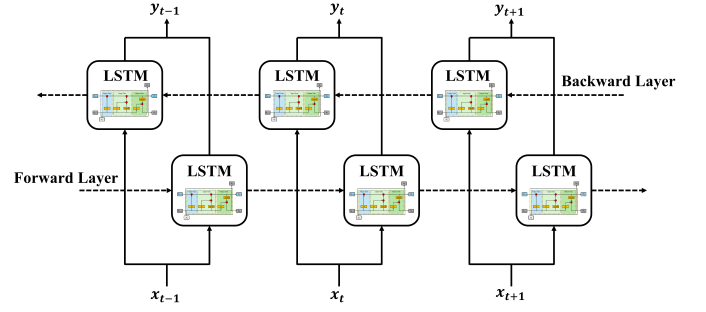 y_{t-1} y_t y_{t+1}
LSTM LSTM LSTM
Backward Layer
LSTM LSTM LSTM
Forward Layer
x_{t-1} x_t x_{t+1}